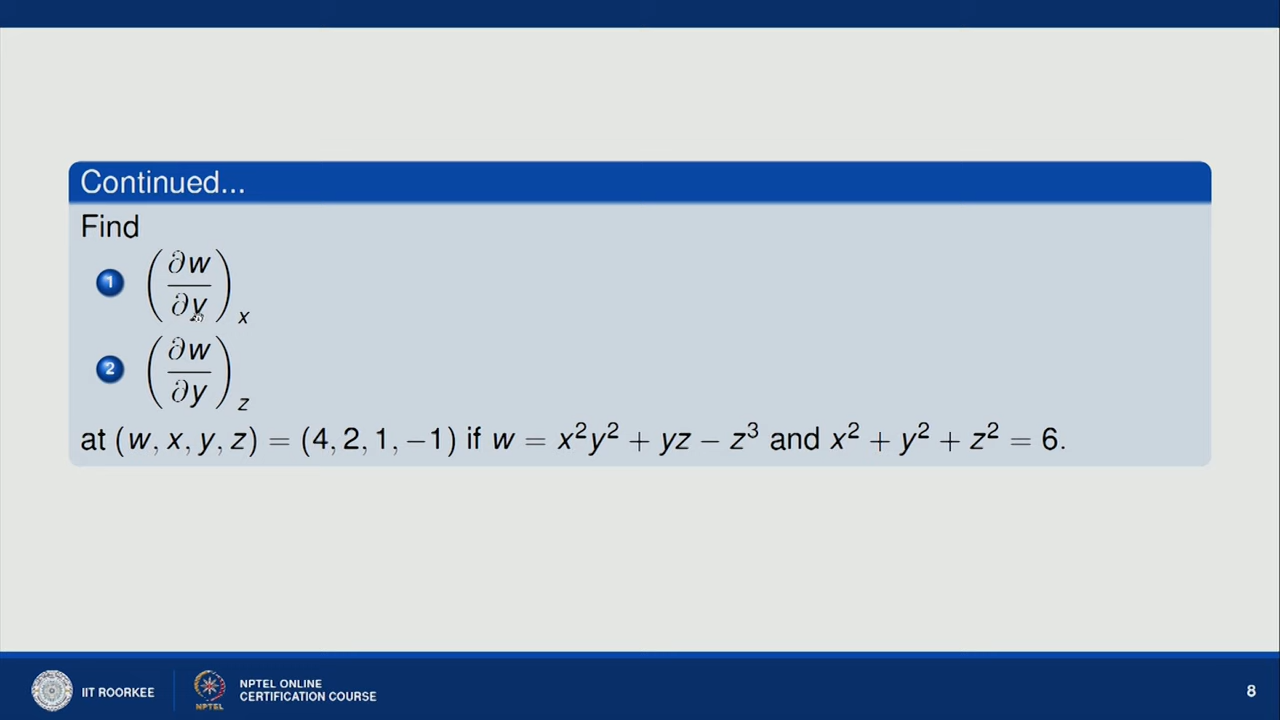 Continued...
Find
1 (∂w/∂y)_x
2 (∂w/∂y)_z
at (w, x, y, z) = (4, 2, 1, −1) if w = x²y² + yz − z³ and x² + y² + z² = 6.
IIT ROORKEE
NPTEL
NPTEL ONLINE
CERTIFICATION COURSE
8